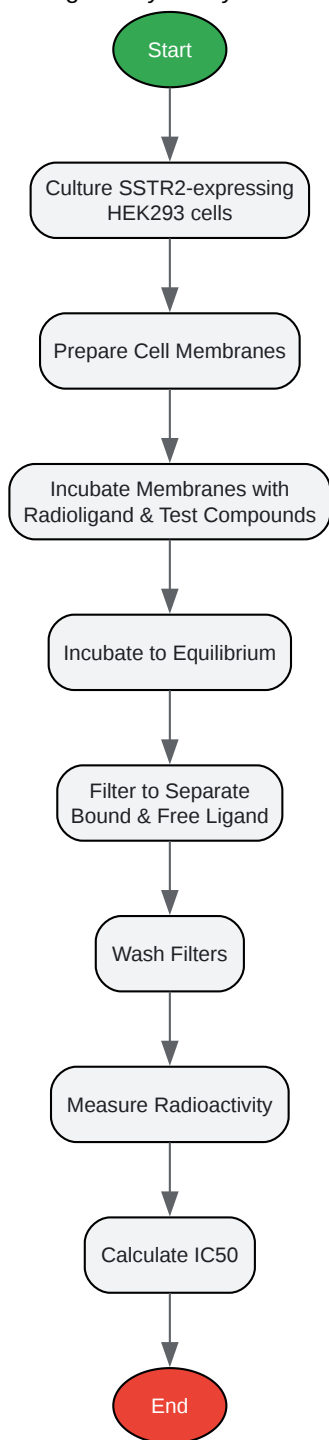 Start
Culture SSTR2-expressing
HEK293 cells
Prepare Cell Membranes
Incubate Membranes with
Radioligand & Test Compounds
Incubate to Equilibrium
Filter to Separate
Bound & Free Ligand
Wash Filters
Measure Radioactivity
Calculate IC50
End